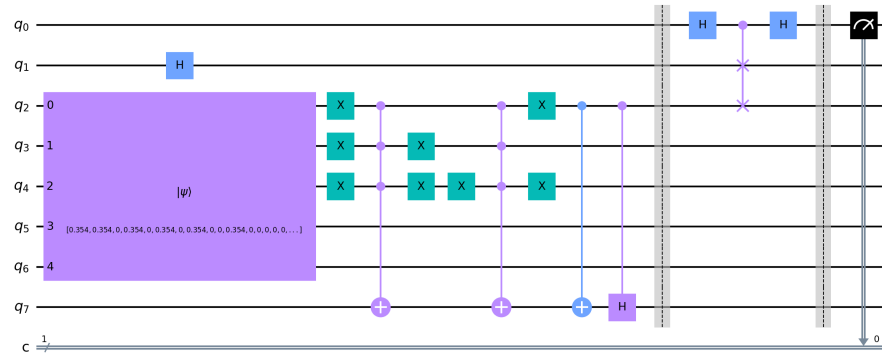 q0 H H
q1 H
q2 0 X X
q3 1 X X
q4 2 |ψ⟩ X X X X
q5 3 [0.354, 0.354, 0, 0.354, 0, 0.354, 0, 0.354, 0, 0, 0.354, 0, 0, 0, 0, 0, ...]
q6 4
q7 H
c 1 0